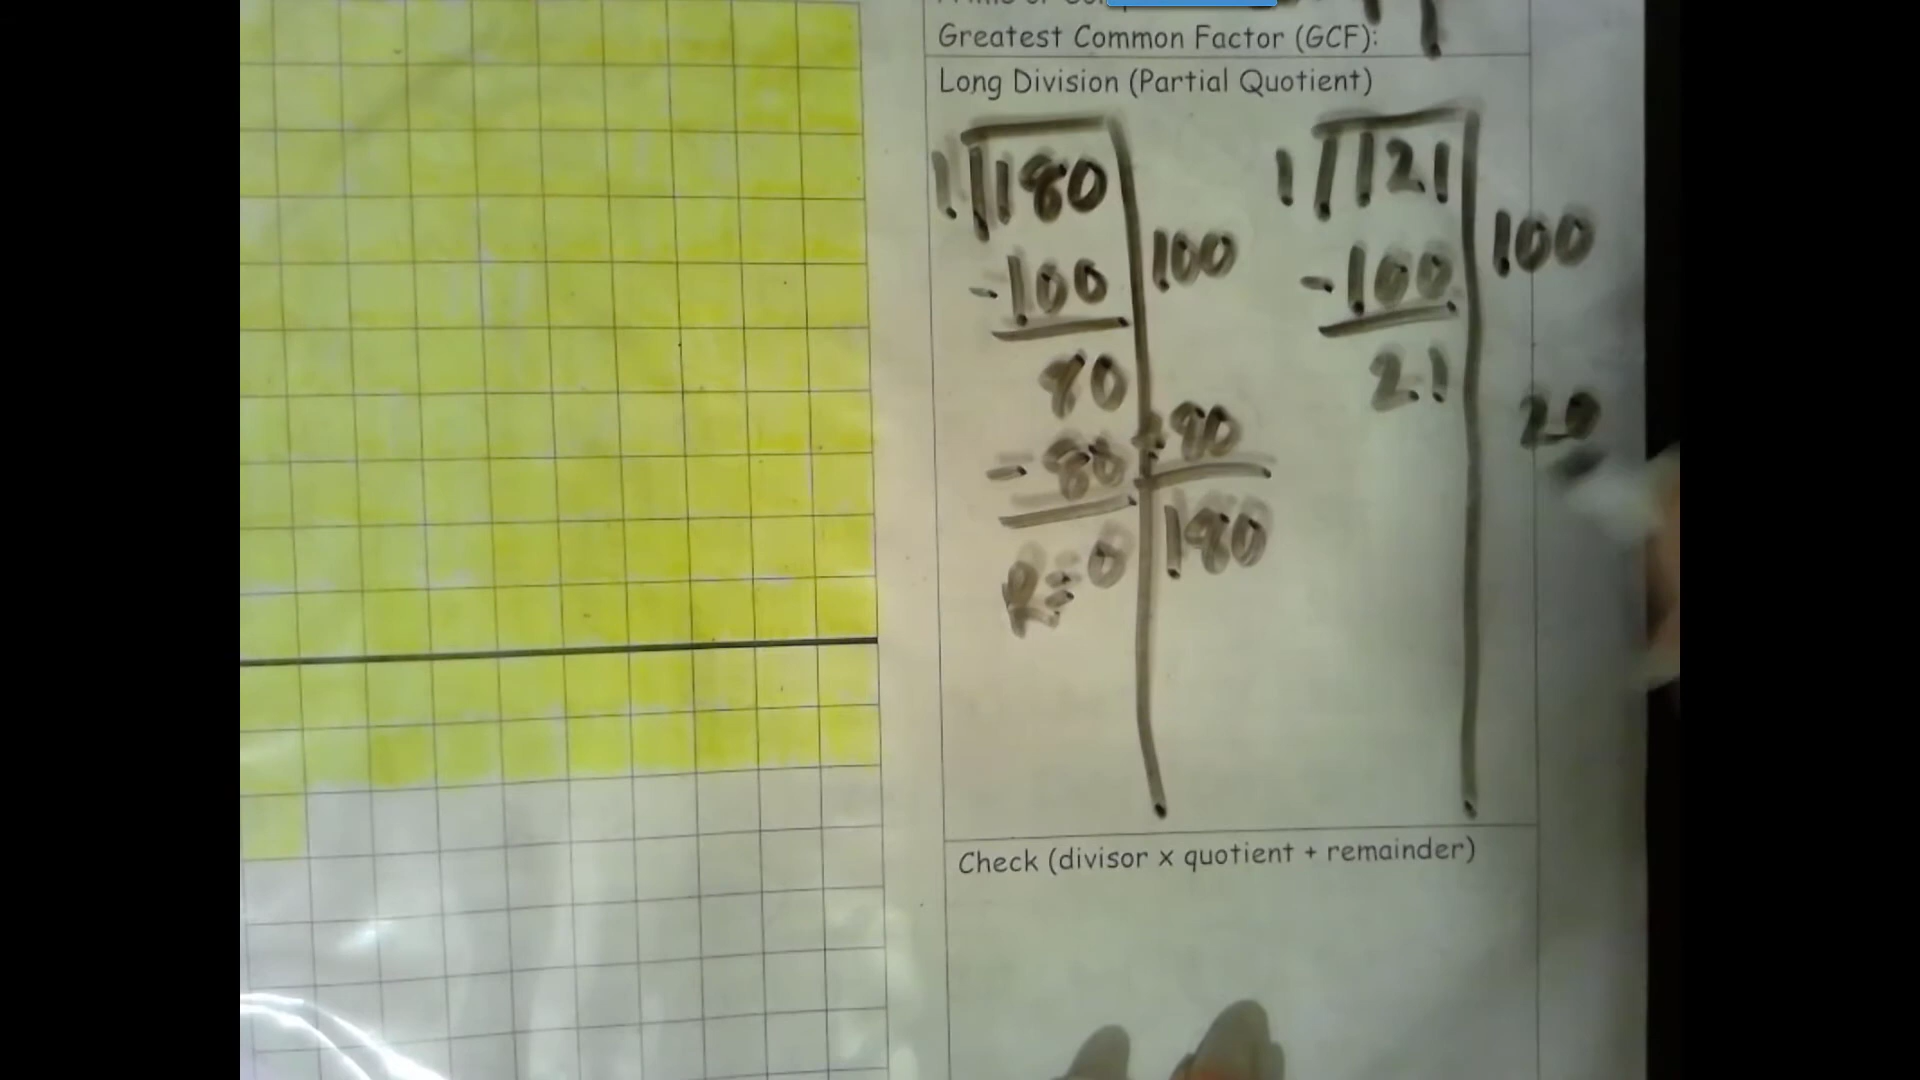 Greatest Common Factor (GCF):
Long Division (Partial Quotient)
1 180
-100 100
80
- 80 + 80
R=0 180
1 121
-100 100
21
20
Check (divisor x quotient + remainder)